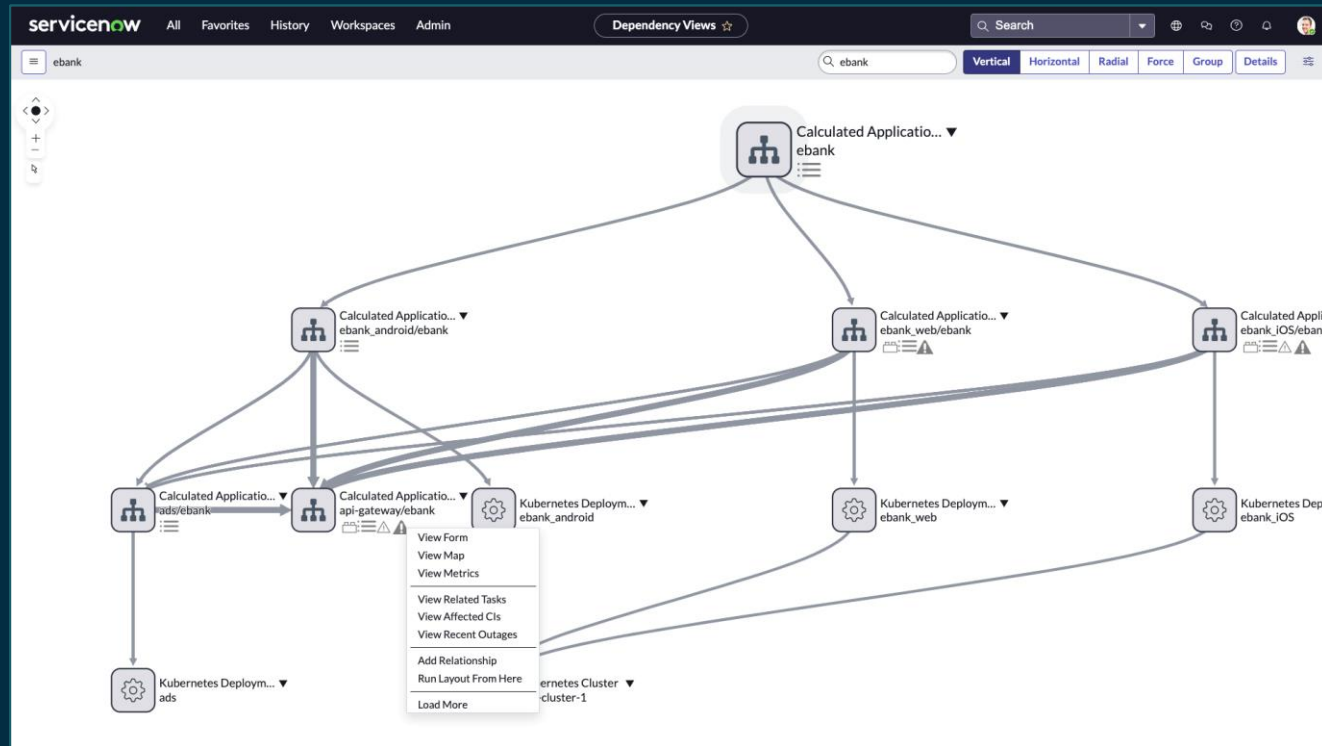 servicenow
All Favorites History Workspaces Admin
Dependency Views
Search
ebank
ebank
Vertical Horizontal Radial Force Group Details
Calculated Applicatio...
ebank
Calculated Applicatio...
ebank_android/ebank
Calculated Applicatio...
ebank_web/ebank
Calculated Appli
ebank_iOS/eban
Calculated Applicatio...
ads/ebank
Calculated Applicatio...
api-gateway/ebank
Kubernetes Deploym...
ebank_android
Kubernetes Deploym...
ebank_web
Kubernetes Dep
ebank_iOS
View Form
View Map
View Metrics
View Related Tasks
View Affected CIs
View Recent Outages
Add Relationship
Run Layout From Here
Load More
Kubernetes Deploym...
ads
ernetes Cluster
-cluster-1